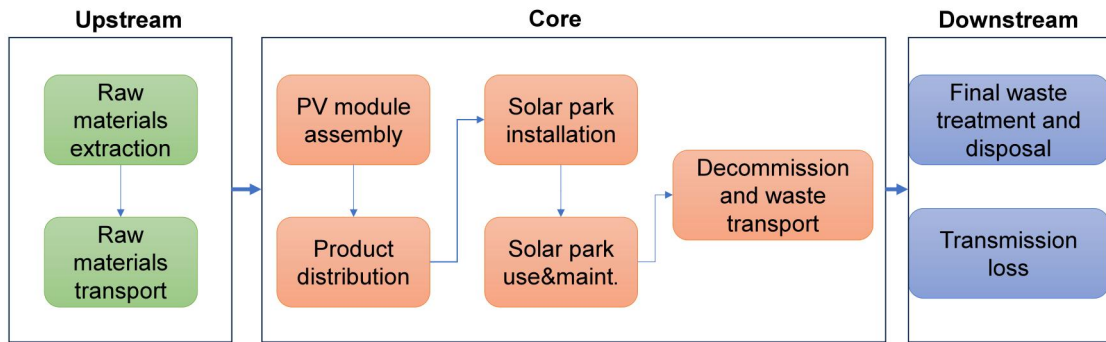 Upstream
Core
Downstream
Raw
materials
extraction
Raw
materials
transport
PV module
assembly
Product
distribution
Solar park
installation
Solar park
use&maint.
Decommission
and waste
transport
Final waste
treatment and
disposal
Transmission
loss